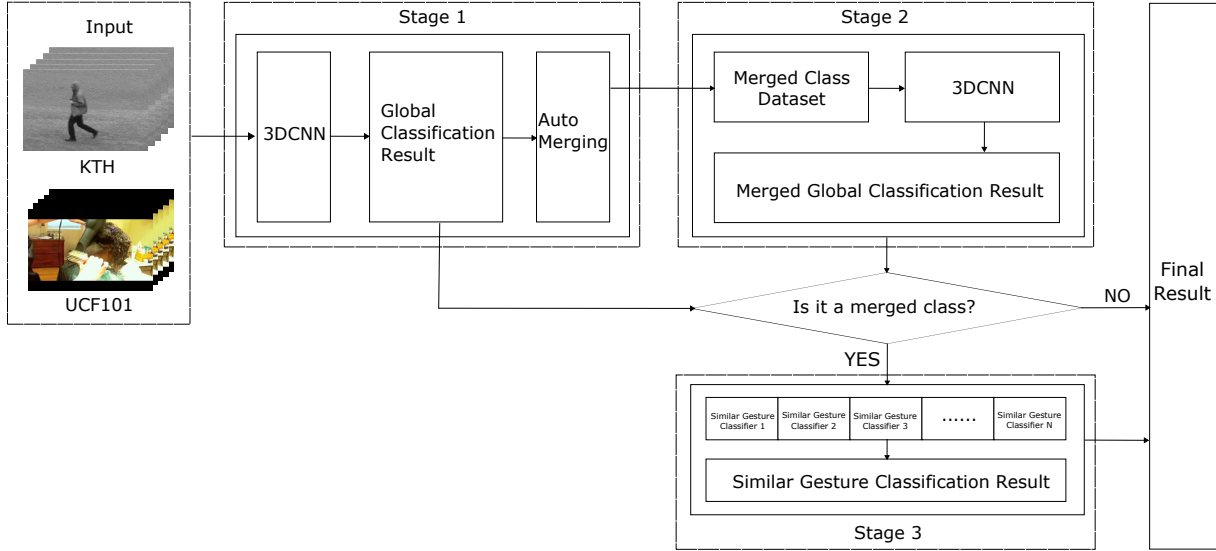 Input
KTH
UCF101
Stage 1
3DCNN
Global
Classification
Result
Auto
Merging
Stage 2
Merged Class
Dataset
3DCNN
Merged Global Classification Result
Is it a merged class?
NO
YES
Similar Gesture
Classifier 1
Similar Gesture
Classifier 2
Similar Gesture
Classifier 3
......
Similar Gesture
Classifier N
Similar Gesture Classification Result
Stage 3
Final
Result